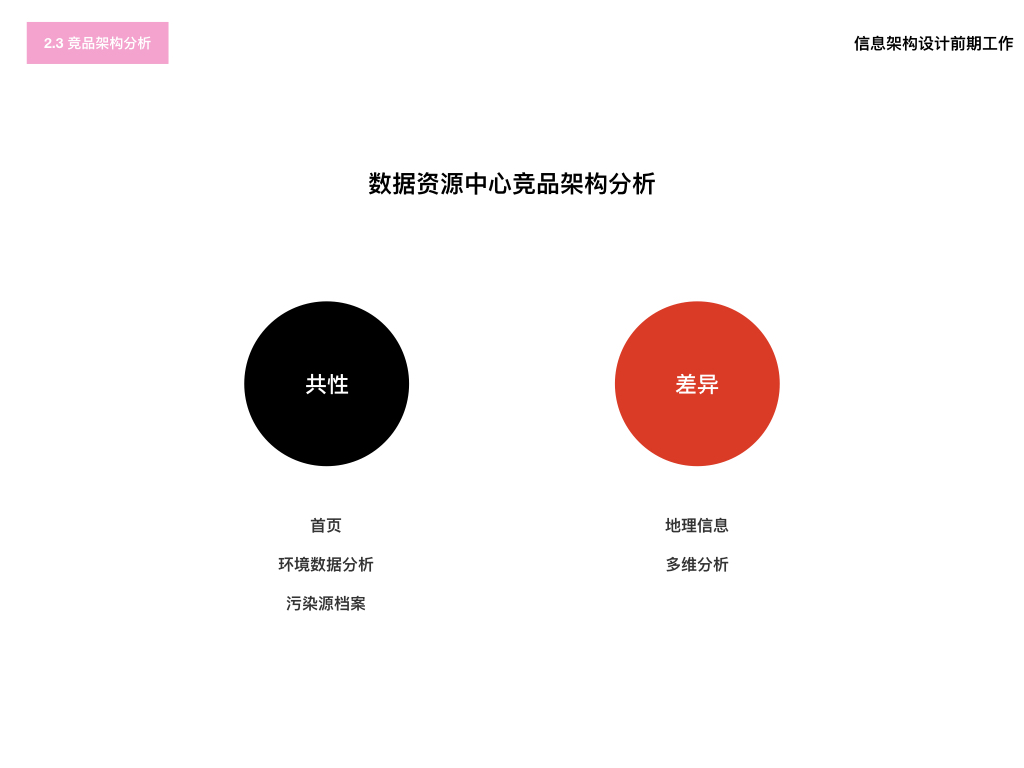 2.3 竞品架构分析
信息架构设计前期工作
数据资源中心竞品架构分析
共性
差异
首页
环境数据分析
污染源档案
地理信息
多维分析